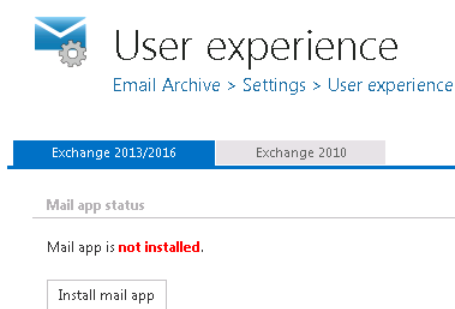 User experience
Email Archive > Settings > User experience
Exchange 2013/2016
Exchange 2010
Mail app status
Mail app is not installed.
Install mail app